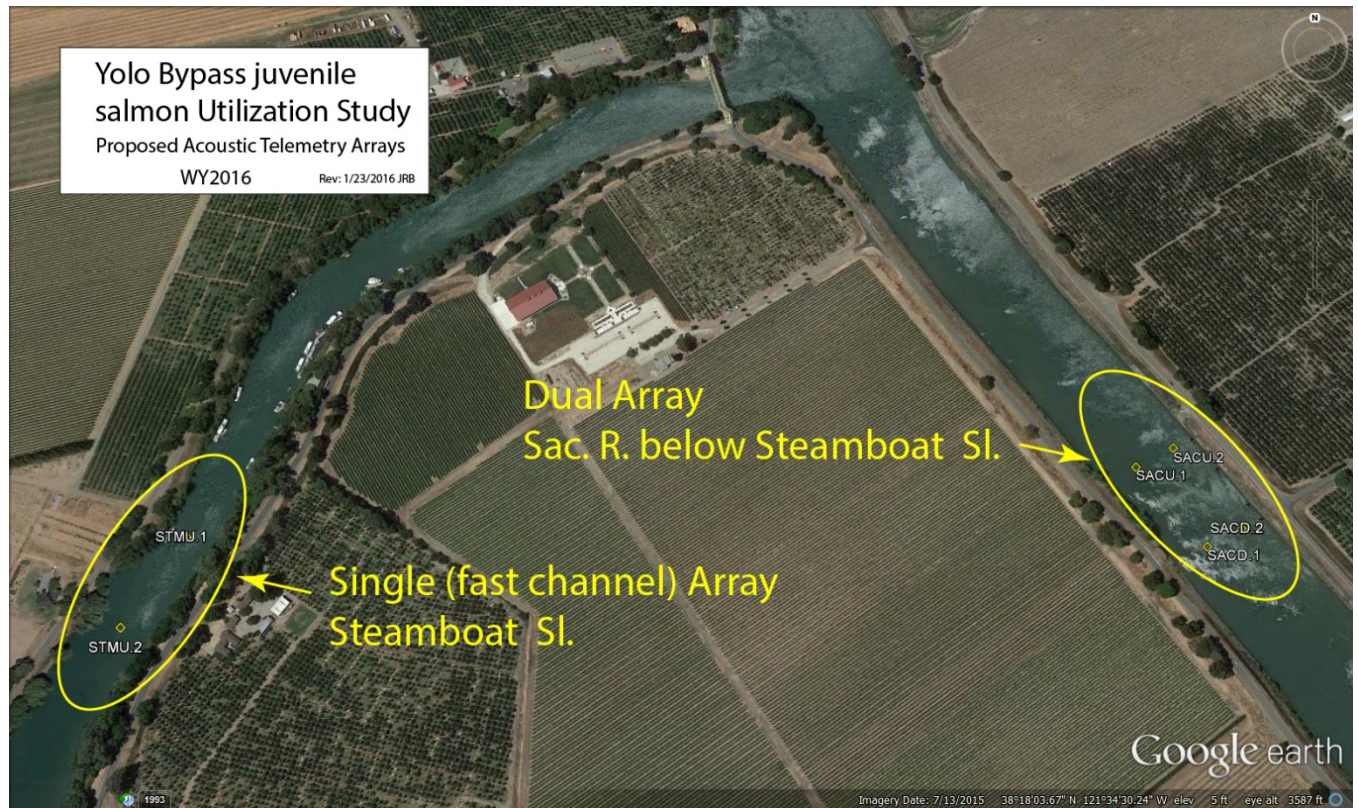 Yolo Bypass juvenile
salmon Utilization Study
Proposed Acoustic Telemetry Arrays
WY2016 Rev: 1/23/2016 JRB
N
Dual Array
Sac. R. below Steamboat Sl.
SACU.2
SACU.1
SACD.2
SACD.1
STMU.1
STMU.2
Single (fast channel) Array
Steamboat Sl.
Google earth
1993
Imagery Date: 7/13/2015 38°18'03.67" N 121°34'30.24" W elev 5 ft eye alt 3587 ft